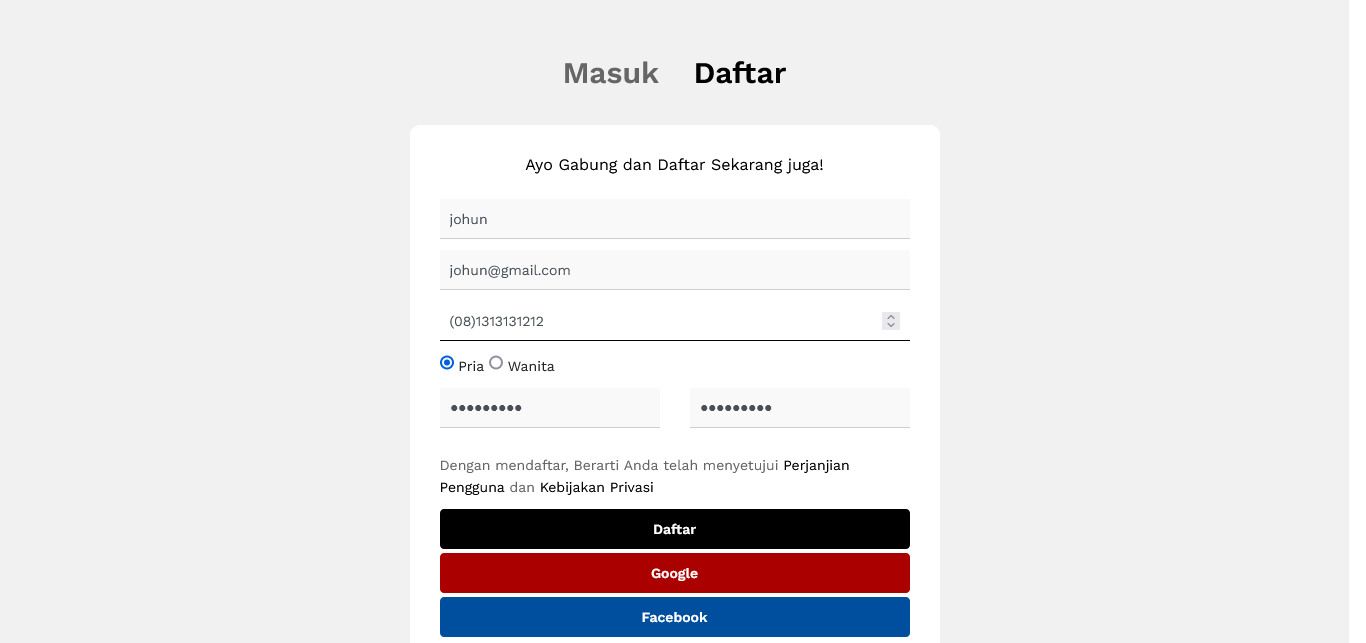 Masuk Daftar
Ayo Gabung dan Daftar Sekarang juga!
johun
johun@gmail.com
(08)1313131212
Pria Wanita
••••••••• •••••••••
Dengan mendaftar, Berarti Anda telah menyetujui Perjanjian
Pengguna dan Kebijakan Privasi
Daftar
Google
Facebook